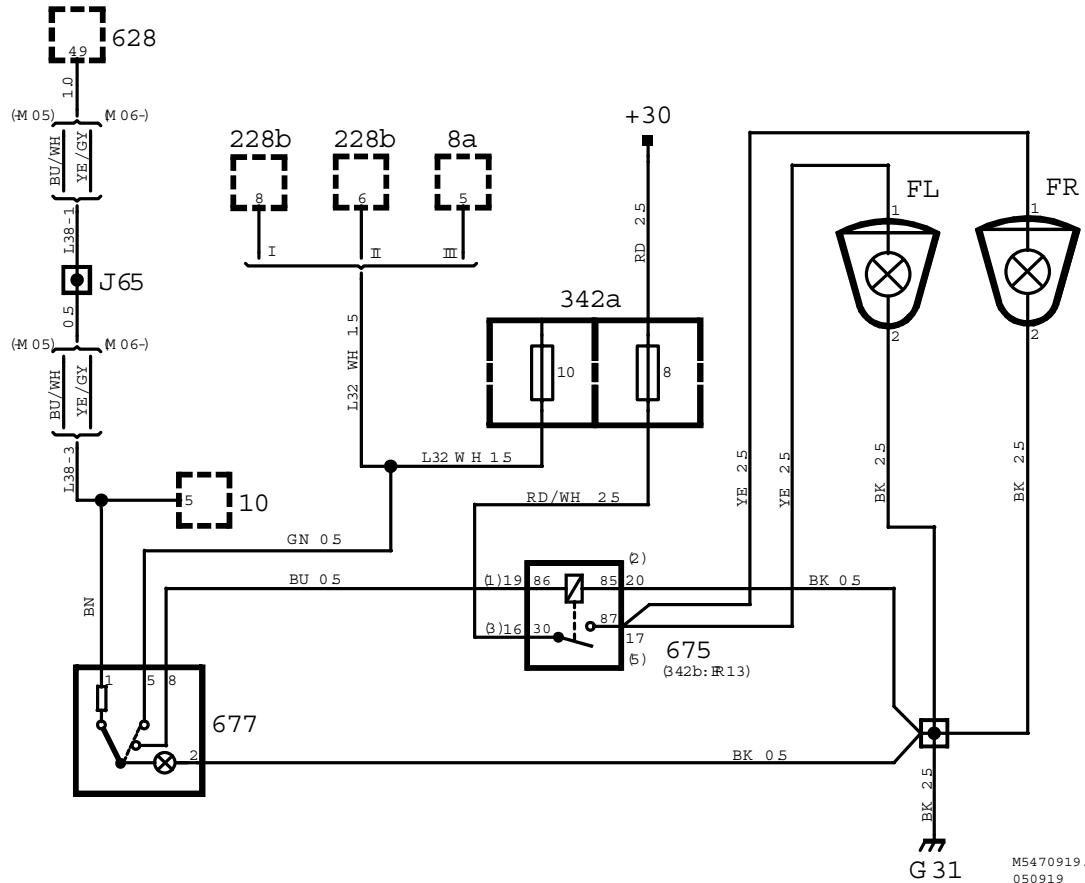 628
49
1.0
(-M05) (M06-)
BU/WH
YE/GY
L38-1
J65
0.5
(-M05) (M06-)
BU/WH
YE/GY
L38-3
5 10
228b 228b 8a
8 6 5
I II III
L32 WH 1.5
L32 WH 1.5
342a
10 8
+30
RD 2.5
RD/WH 2.5
FL FR
1 1
2 2
YE 2.5
YE 2.5
BK 2.5
BK 2.5
GN 0.5
BU 0.5
BN
(1)19 86 85 20
(2)
(3)16 30 87 17
(5)
675
(342b:FR13)
BK 0.5
1 5 8
2
677
BK 0.5
BK 2.5
G31
M5470919.
050919